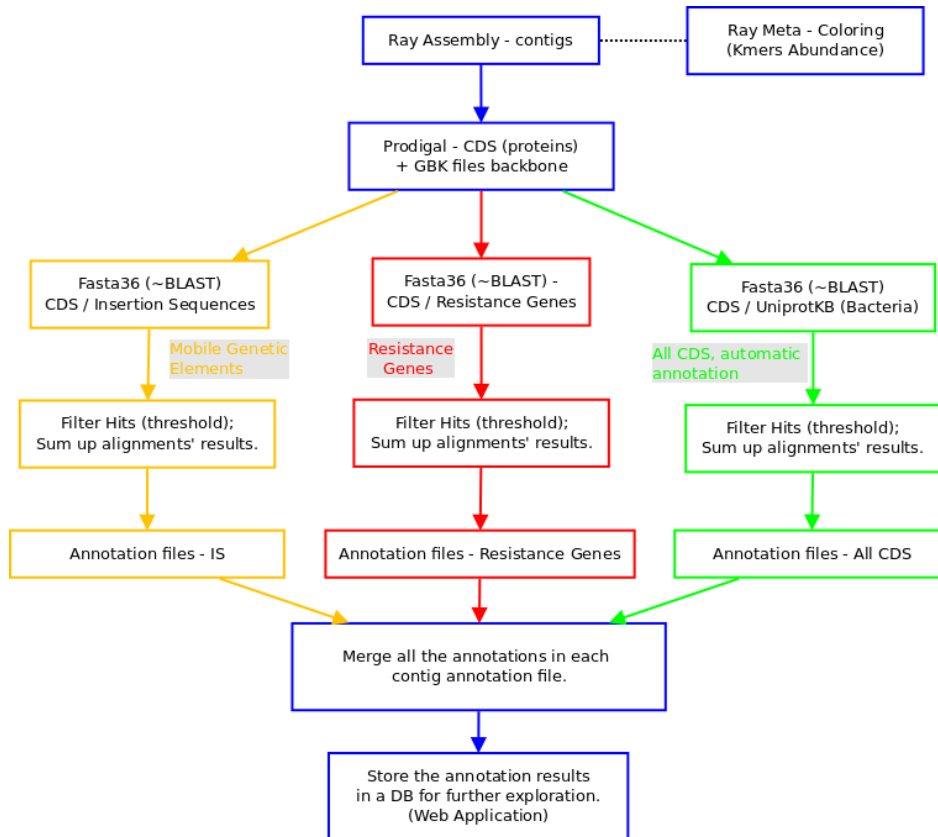 Ray Assembly - contigs
Ray Meta - Coloring
(Kmers Abundance)
Prodigal - CDS (proteins)
+ GBK files backbone
Fasta36 (~BLAST)
CDS / Insertion Sequences
Fasta36 (~BLAST) -
CDS / Resistance Genes
Fasta36 (~BLAST)
CDS / UniprotKB (Bacteria)
Mobile Genetic
Elements
Resistance
Genes
All CDS, automatic
annotation
Filter Hits (threshold);
Sum up alignments' results.
Filter Hits (threshold);
Sum up alignments' results.
Filter Hits (threshold);
Sum up alignments' results.
Annotation files - IS
Annotation files - Resistance Genes
Annotation files - All CDS
Merge all the annotations in each
contig annotation file.
Store the annotation results
in a DB for further exploration.
(Web Application)